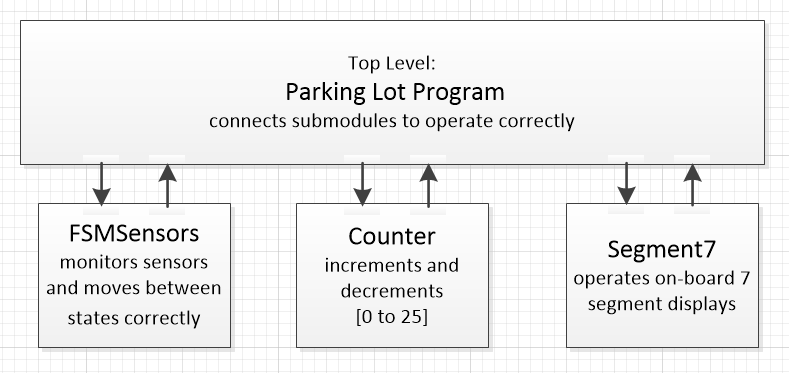 Top Level:
Parking Lot Program
connects submodules to operate correctly
FSMSensors
monitors sensors
and moves between
states correctly
Counter
increments and
decrements
[0 to 25]
Segment7
operates on-board 7
segment displays